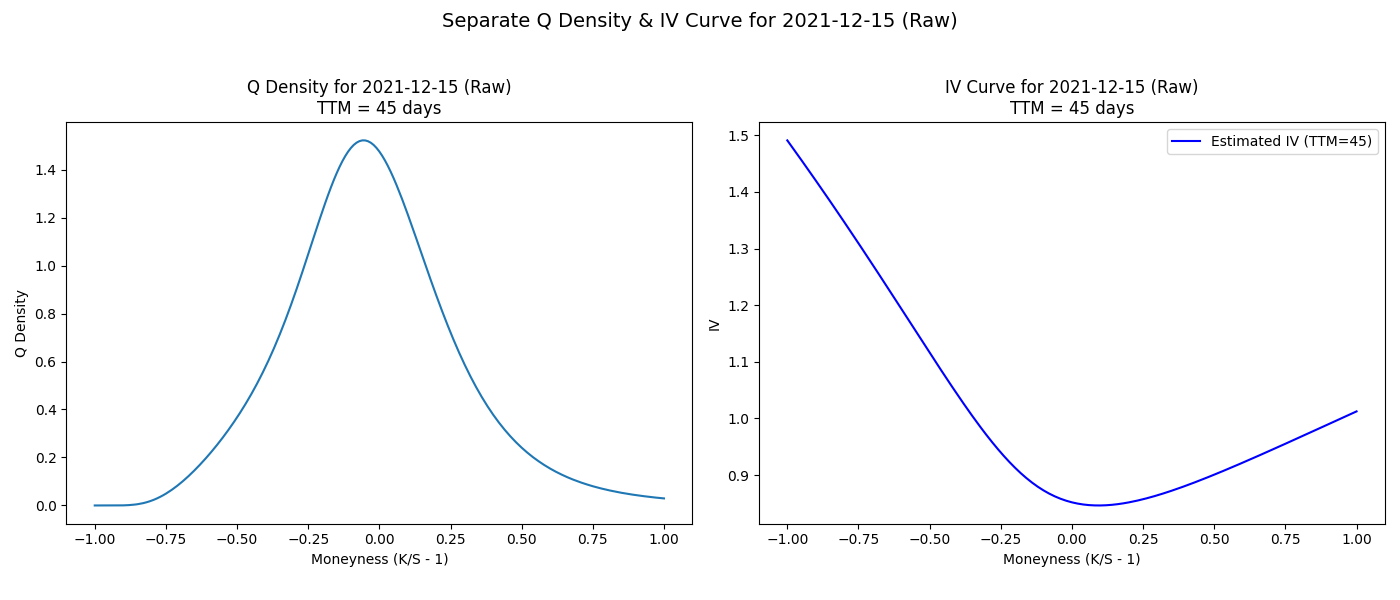 Separate Q Density & IV Curve for 2021-12-15 (Raw)
Q Density for 2021-12-15 (Raw)
TTM = 45 days
Q Density
1.4
1.2
1.0
0.8
0.6
0.4
0.2
0.0
−1.00 −0.75 −0.50 −0.25 0.00 0.25 0.50 0.75 1.00
Moneyness (K/S - 1)
IV Curve for 2021-12-15 (Raw)
TTM = 45 days
Estimated IV (TTM=45)
IV
1.5
1.4
1.3
1.2
1.1
1.0
0.9
−1.00 −0.75 −0.50 −0.25 0.00 0.25 0.50 0.75 1.00
Moneyness (K/S - 1)